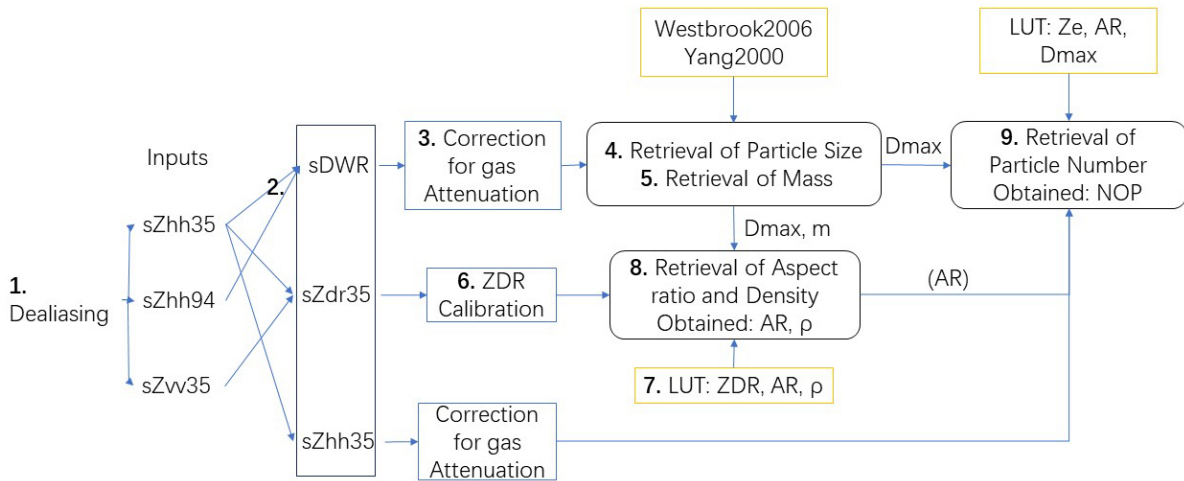 Westbrook2006
Yang2000
LUT: Ze, AR,
Dmax
Inputs
2.
sDWR
3. Correction
for gas
Attenuation
4. Retrieval of Particle Size
5. Retrieval of Mass
Dmax
9. Retrieval of
Particle Number
Obtained: NOP
sZhh35
Dmax, m
1.
Dealiasing
sZhh94
sZdr35
6. ZDR
Calibration
8. Retrieval of Aspect
ratio and Density
Obtained: AR, ρ
(AR)
sZvv35
7. LUT: ZDR, AR, ρ
sZhh35
Correction
for gas
Attenuation